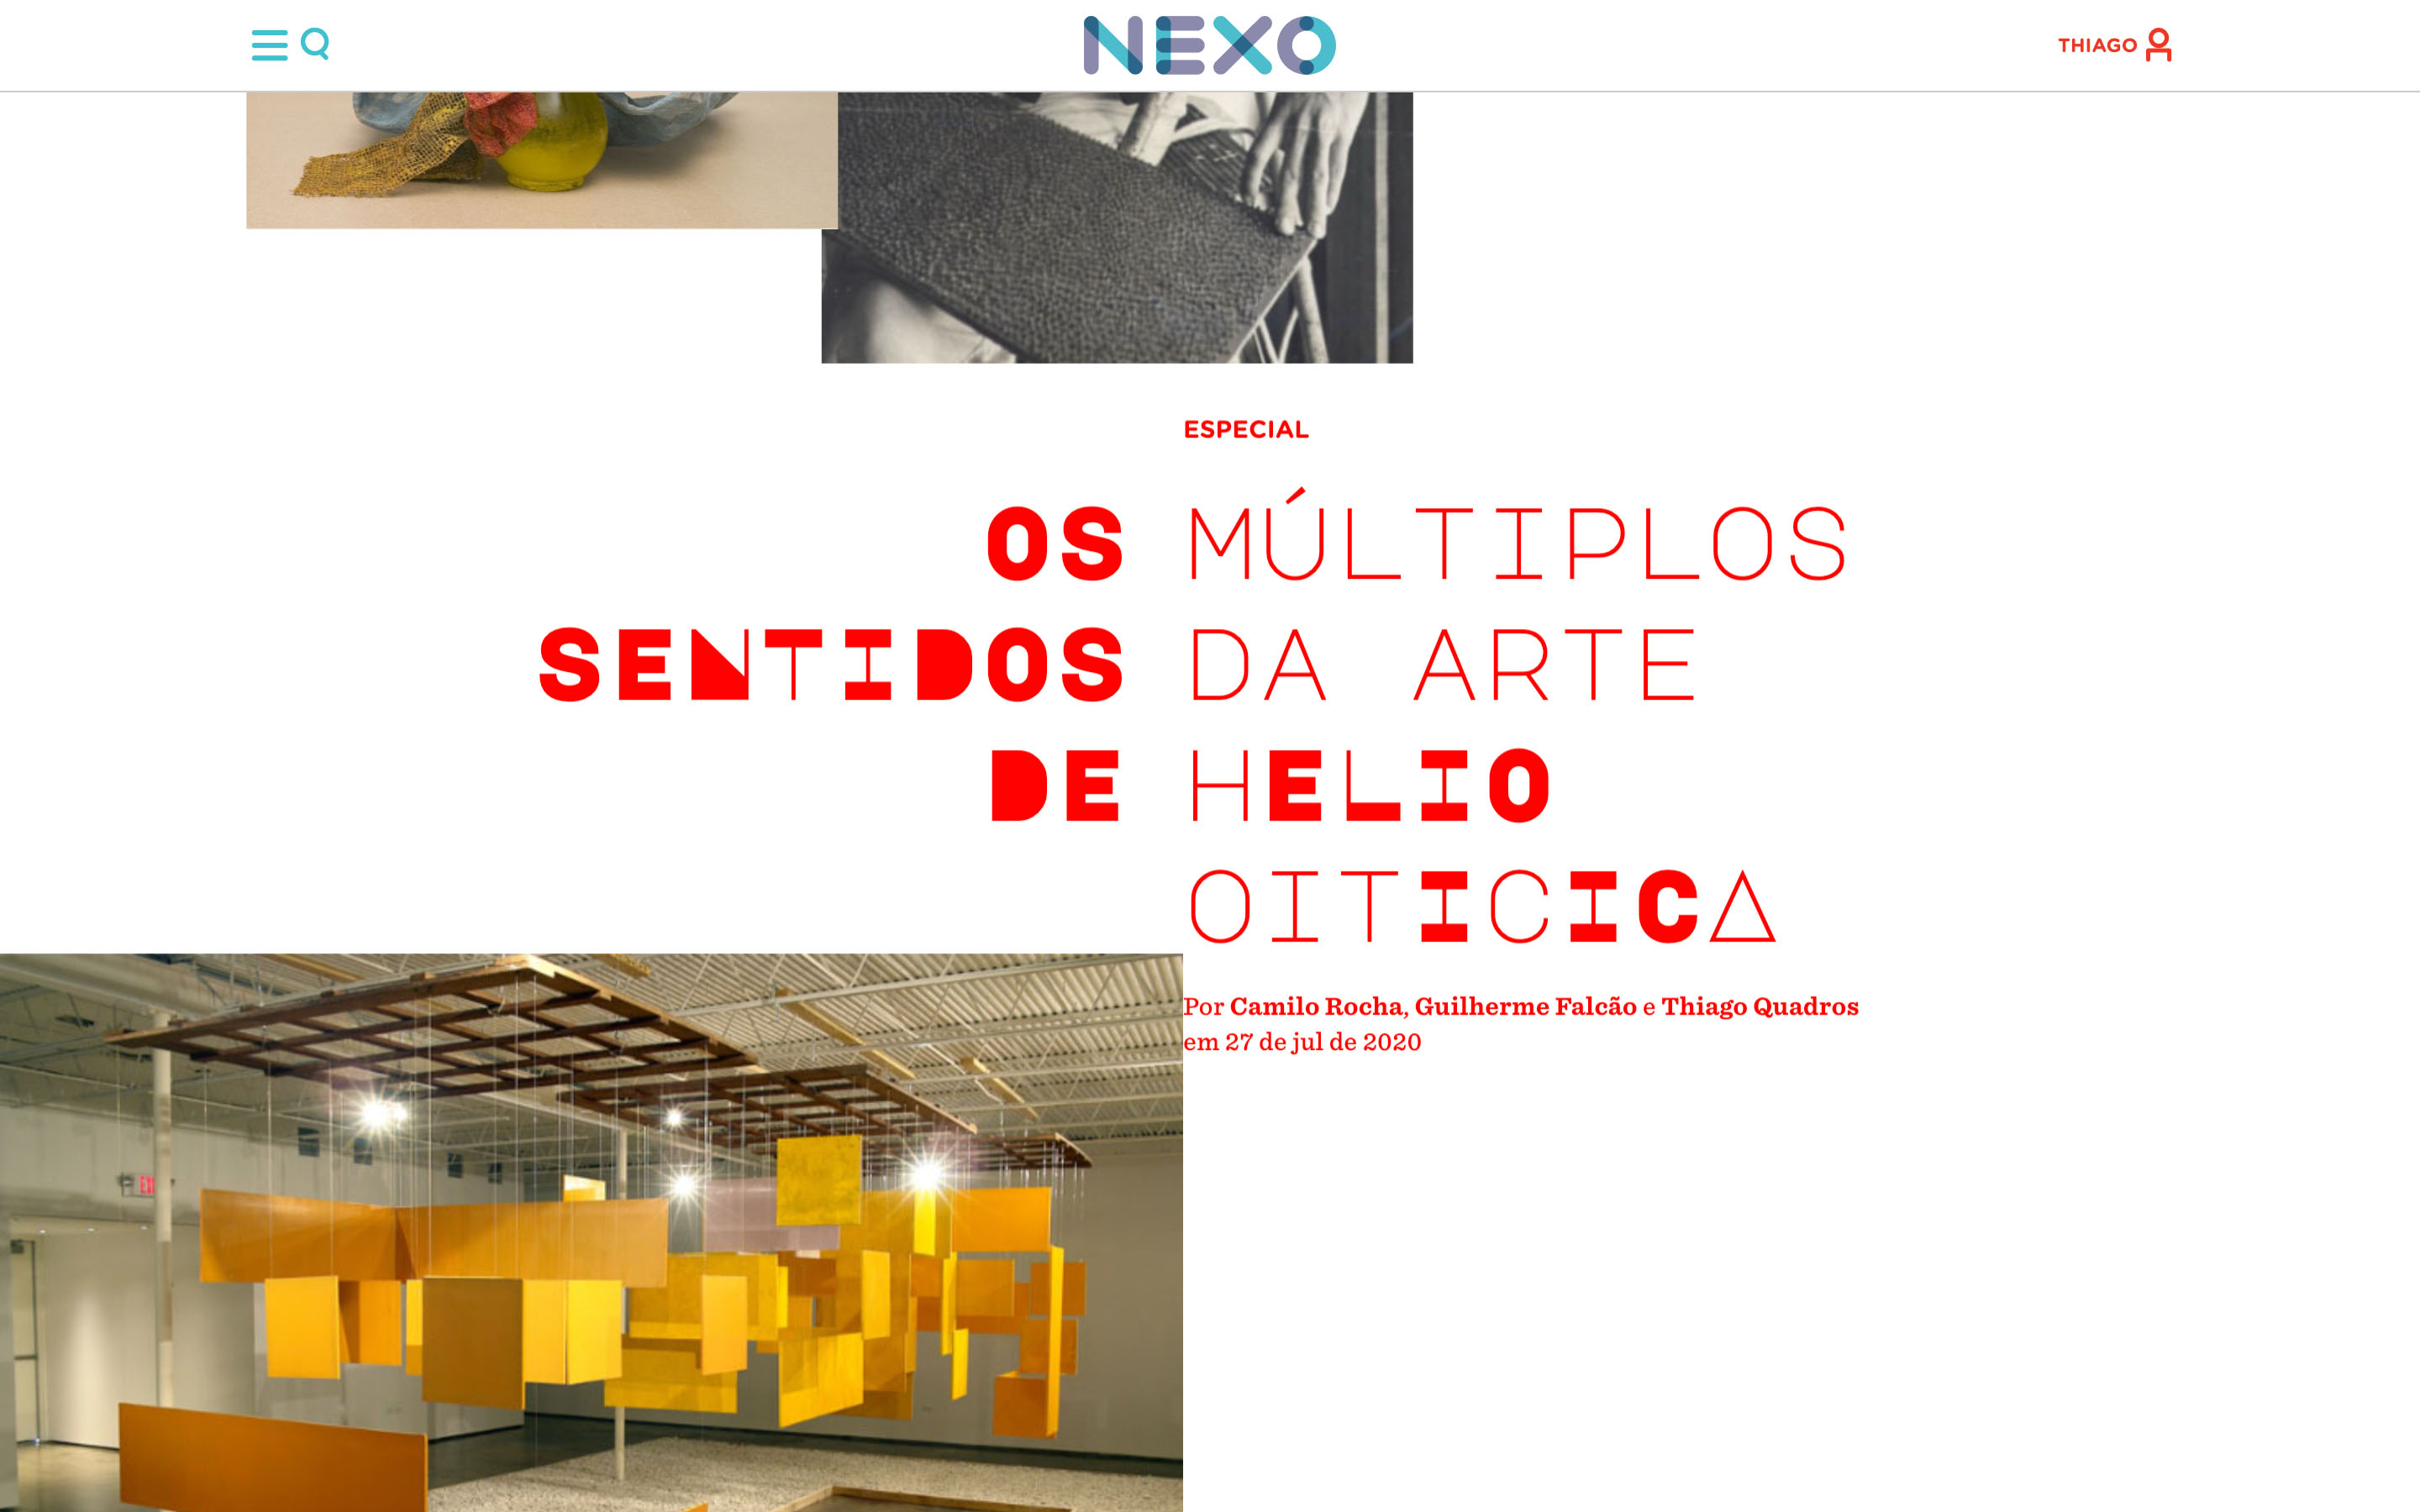 NEXO
THIAGO
ESPECIAL
OS MÚLTIPLOS
SENTIDOS DA ARTE
DE HELIO
OITICICA
Por Camilo Rocha, Guilherme Falcão e Thiago Quadros
em 27 de jul de 2020